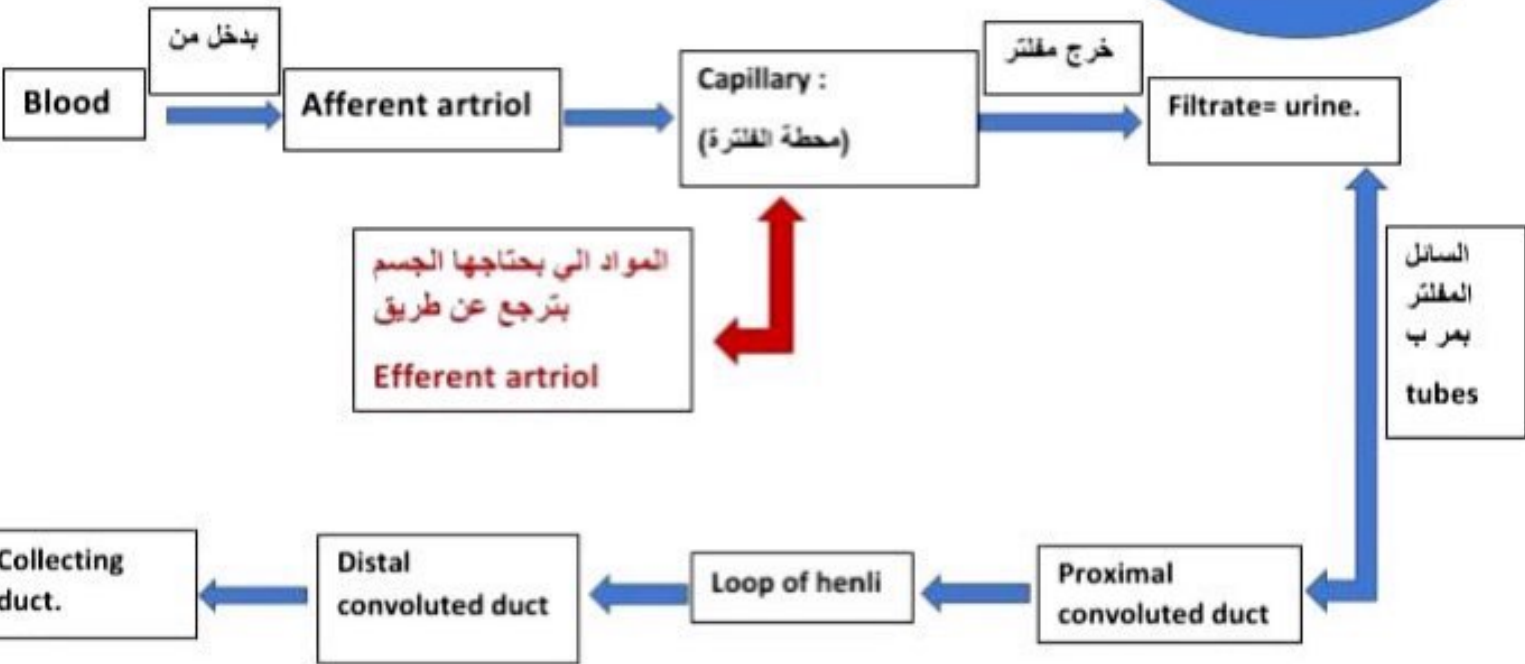 بدخل من
Blood
Afferent artriol
Capillary :
(محطة الفلترة)
خرج مفلتر
Filtrate= urine.
المواد الي بحتاجها الجسم
بترجع عن طريق
Efferent artriol
السائل
المفلتر
بمر ب
tubes
Proximal
convoluted duct
Loop of henli
Distal
convoluted duct
Collecting
duct.